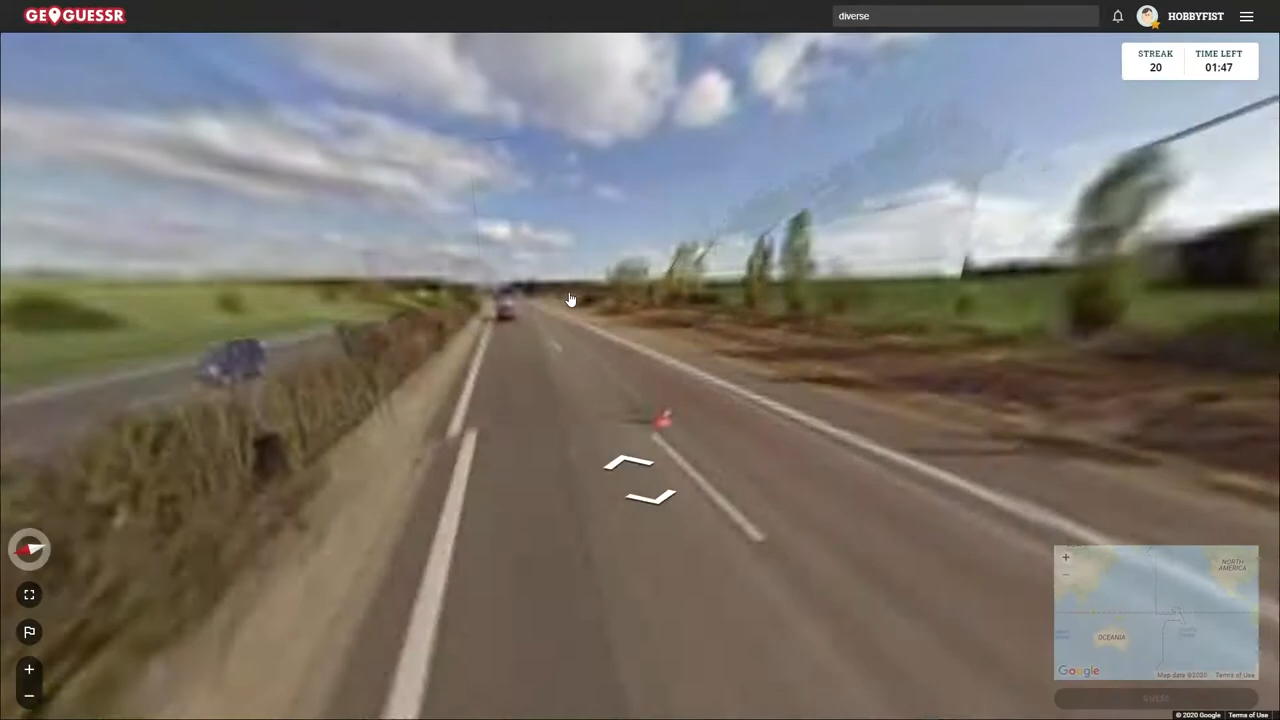 GEOGUESSR
diverse
HOBBYFIST
STREAK
20
TIME LEFT
01:47
NORTH
AMERICA
OCEANIA
Google
Map data ©2020
Terms of Use
GUESS
© 2020 Google
Terms of Use